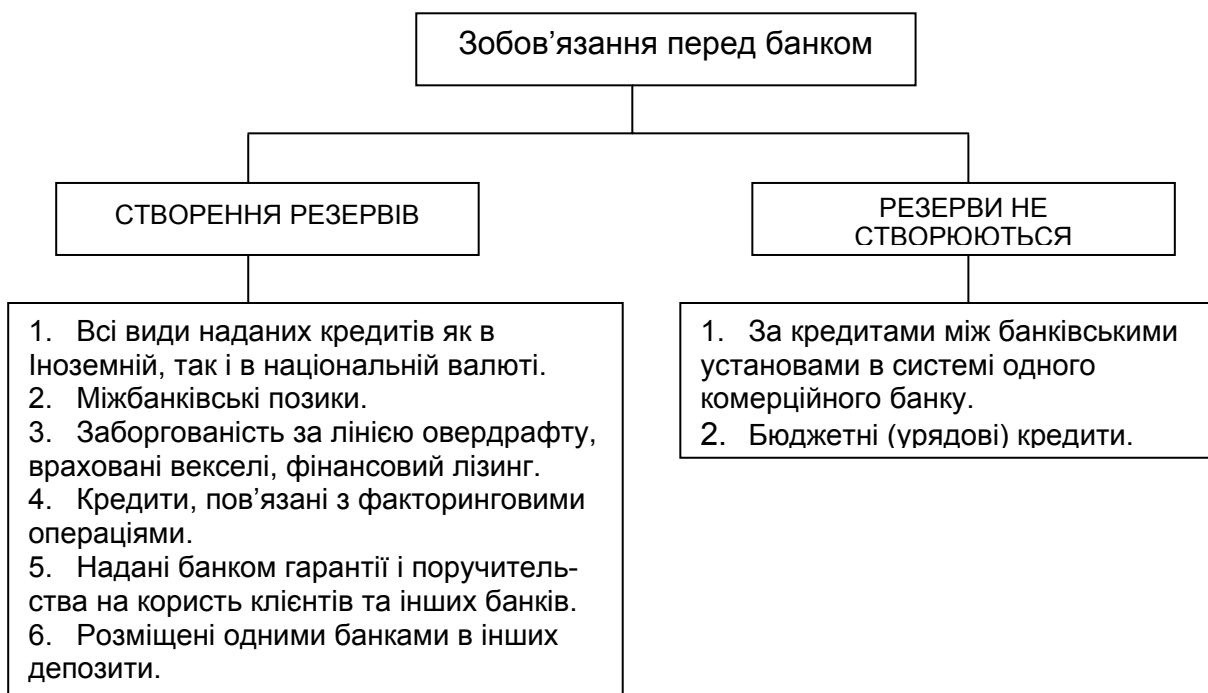 Зобов’язання перед банком
СТВОРЕННЯ РЕЗЕРВІВ
РЕЗЕРВИ НЕ
СТВОРЮЮТЬСЯ
1. Всі види наданих кредитів як в
Іноземній, так і в національній валюті.
2. Міжбанківські позики.
3. Заборгованість за лінією овердрафту,
враховані векселі, фінансовий лізинг.
4. Кредити, пов’язані з факторинговими
операціями.
5. Надані банком гарантії і поручитель-
ства на користь клієнтів та інших банків.
6. Розміщені одними банками в інших
депозити.
1. За кредитами між банківськими
установами в системі одного
комерційного банку.
2. Бюджетні (урядові) кредити.